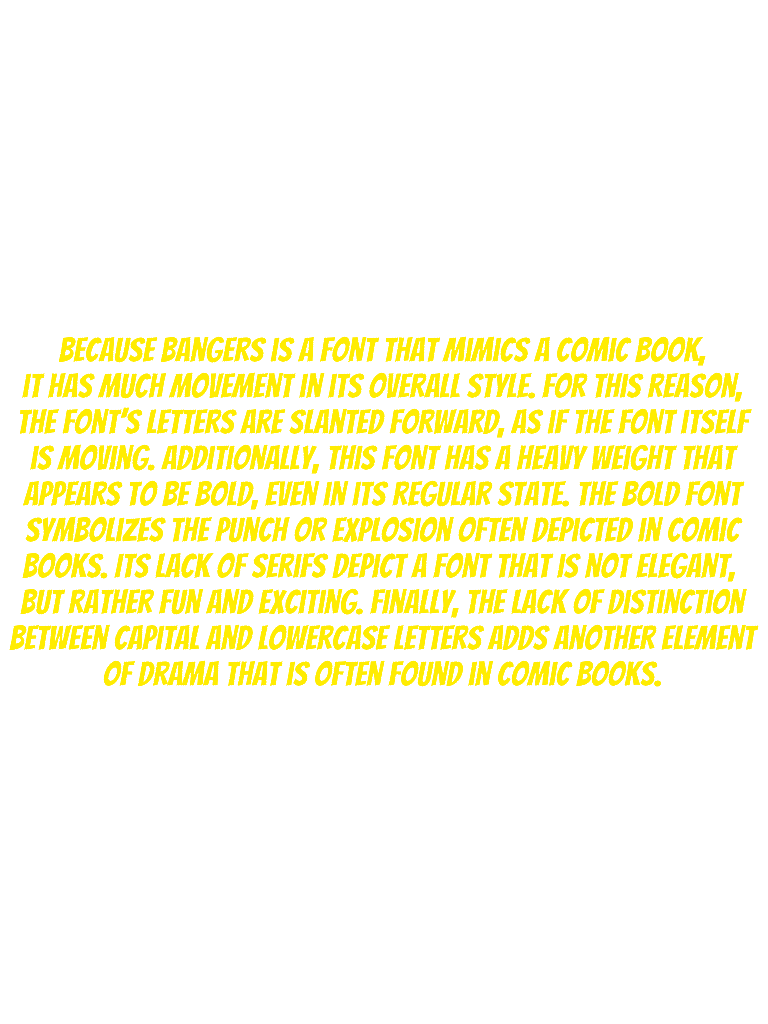 BECAUSE BANGERS IS A FONT THAT MIMICS A COMIC BOOK,
IT HAS MUCH MOVEMENT IN ITS OVERALL STYLE. FOR THIS REASON,
THE FONT'S LETTERS ARE SLANTED FORWARD, AS IF THE FONT ITSELF
IS MOVING. ADDITIONALLY, THIS FONT HAS A HEAVY WEIGHT THAT
APPEARS TO BE BOLD, EVEN IN ITS REGULAR STATE. THE BOLD FONT
SYMBOLIZES THE PUNCH OR EXPLOSION OFTEN DEPICTED IN COMIC
BOOKS. ITS LACK OF SERIFS DEPICT A FONT THAT IS NOT ELEGANT,
BUT RATHER FUN AND EXCITING. FINALLY, THE LACK OF DISTINCTION
BETWEEN CAPITAL AND LOWERCASE LETTERS ADDS ANOTHER ELEMENT
OF DRAMA THAT IS OFTEN FOUND IN COMIC BOOKS.